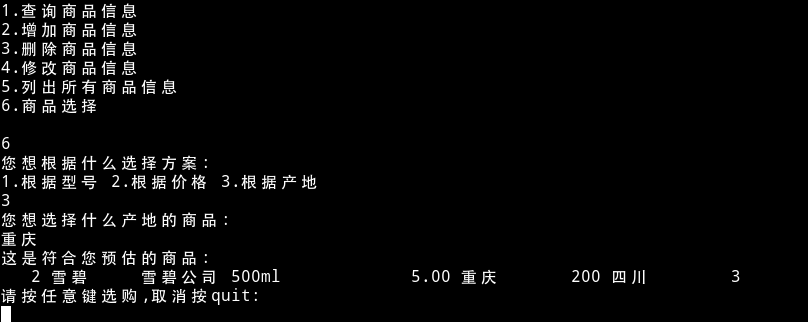 1.查询商品信息
2.增加商品信息
3.删除商品信息
4.修改商品信息
5.列出所有商品信息
6.商品选择
6
您想根据什么选择方案:
1.根据型号 2.根据价格 3.根据产地
3
您想选择什么产地的商品:
重庆
这是符合您预估的商品:
2 雪碧 雪碧公司 500ml 5.00 重庆 200 四川 3
请按任意键选购,取消按quit: